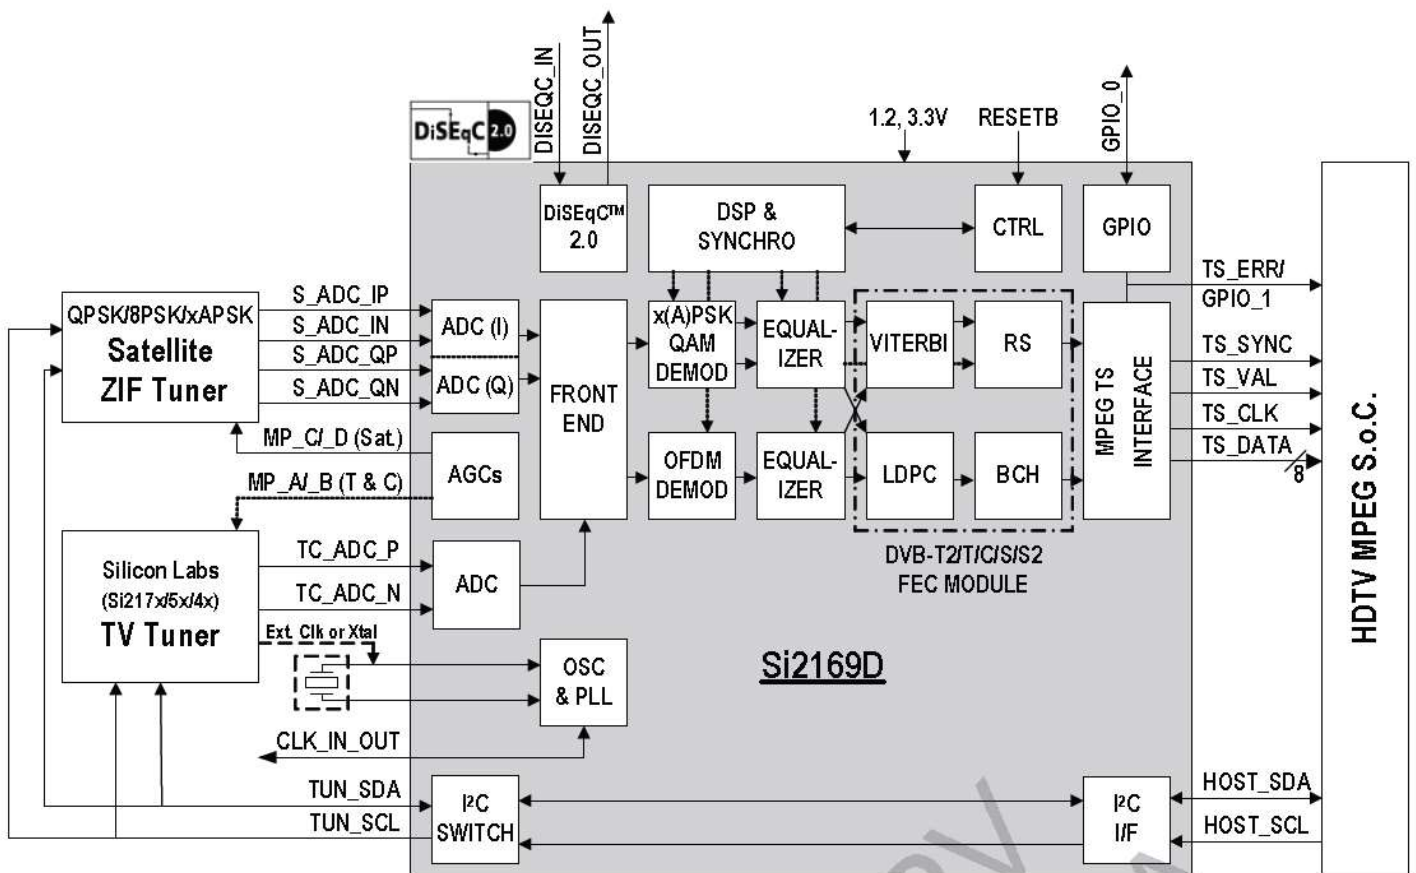 DISEQC_IN
DISEQC_OUT
DiSEqC 2.0
1.2, 3.3V
RESETB
GPIO_0
DiSEqC™
2.0
DSP &
SYNCHRO
CTRL
GPIO
TS_ERR/
GPIO_1
QPSK/8PSK/xAPSK
Satellite
ZIF Tuner
S_ADC_IP
S_ADC_IN
S_ADC_QP
S_ADC_QN
ADC (I)
ADC (Q)
FRONT
END
x(A)PSK
QAM
DEMOD
EQUAL-
IZER
VITERBI
RS
MPEG TS
INTERFACE
TS_SYNC
TS_VAL
TS_CLK
TS_DATA
8
HDTV MPEG S.o.C.
MP_C/_D (Sat.)
MP_A/_B (T & C)
AGCs
OFDM
DEMOD
EQUAL-
IZER
LDPC
BCH
DVB-T2/T/C/S/S2
FEC MODULE
Silicon Labs
(Si217x/5x/4x)
TV Tuner
TC_ADC_P
TC_ADC_N
ADC
Ext. Clk or Xtal
OSC
& PLL
Si2169D
CLK_IN_OUT
TUN_SDA
TUN_SCL
I²C
SWITCH
I²C
I/F
HOST_SDA
HOST_SCL